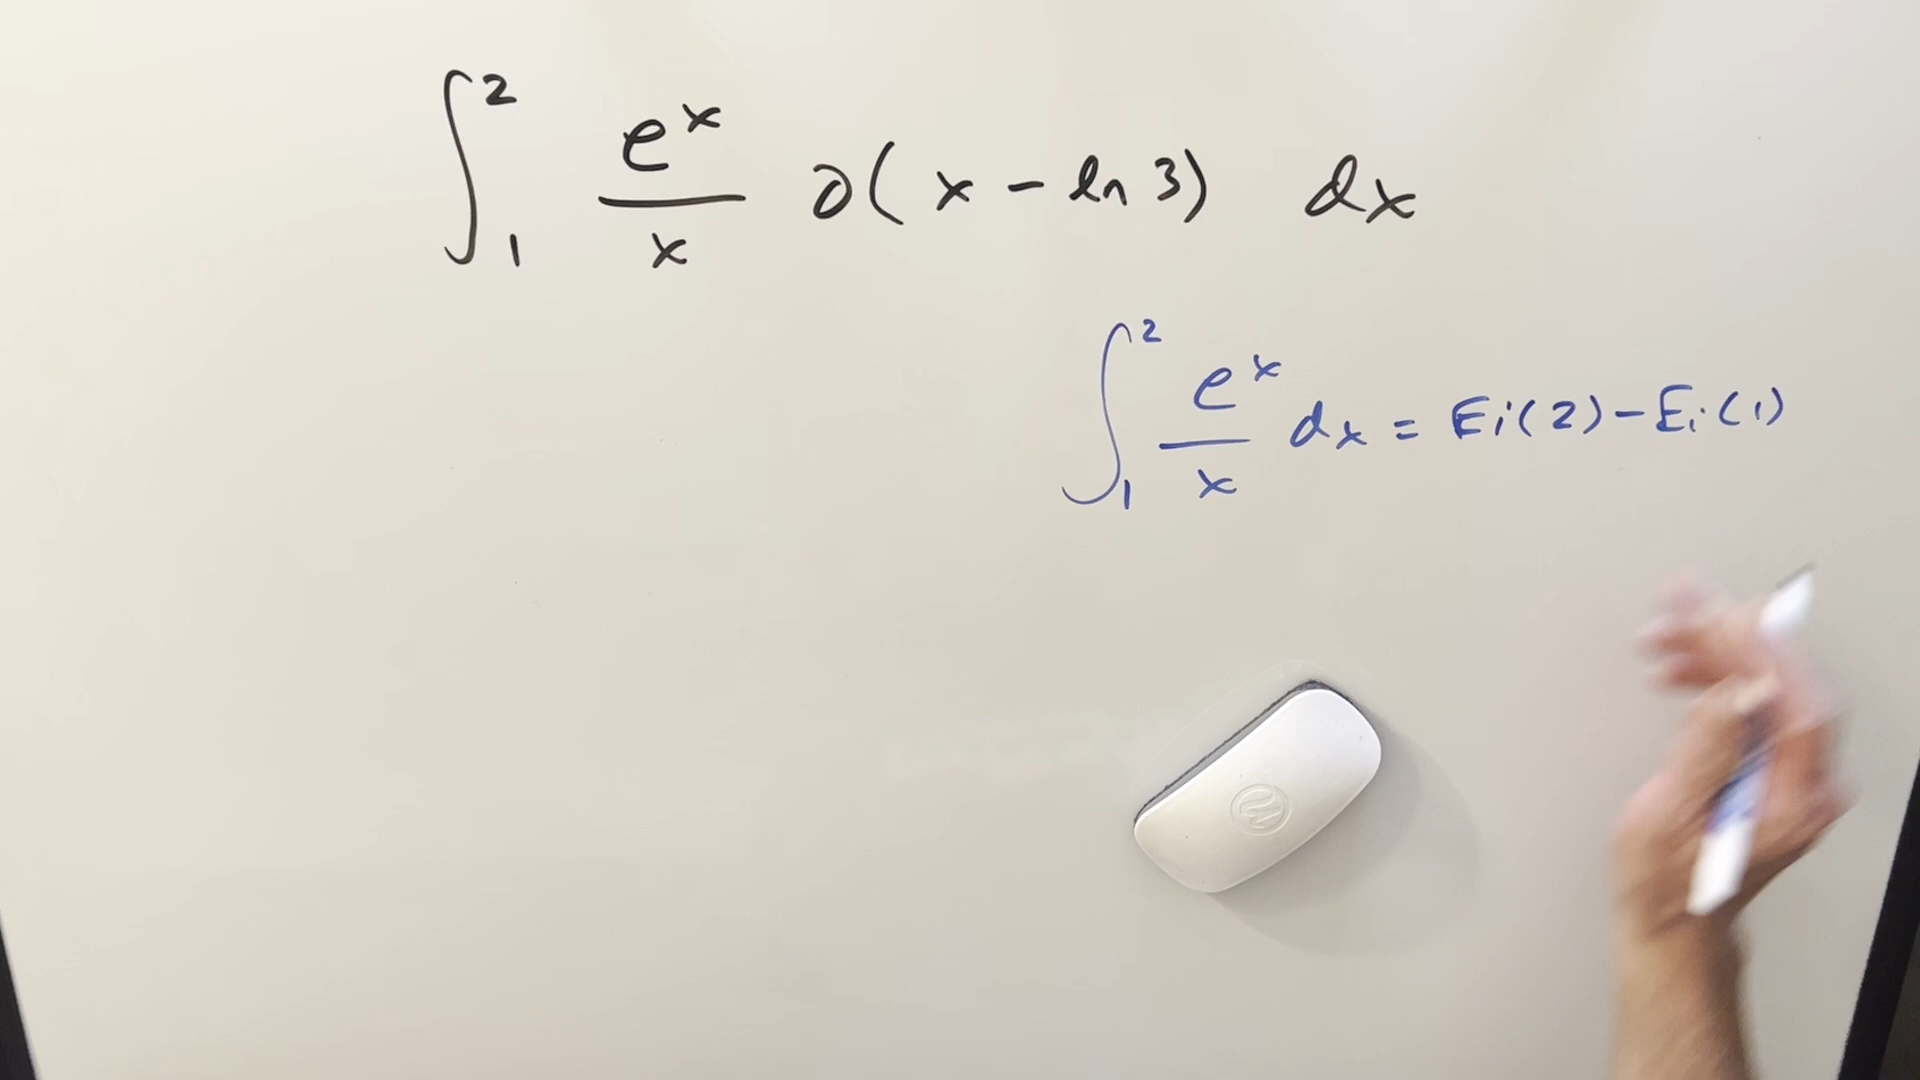 ∫₁² eˣ/x ∂(x − ln 3) dx
∫₁² eˣ/x dx = Ei(2) − Ei(1)